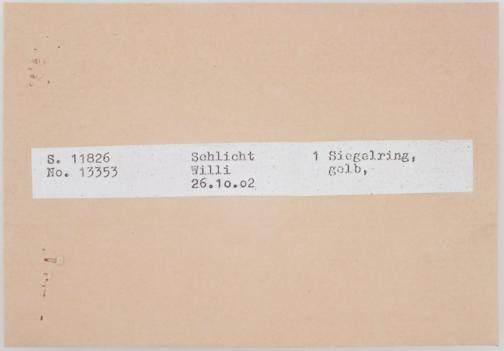 S. 11826 Schlicht 1 Siegelring,
No. 13353 Willi gelb,
26.10.02